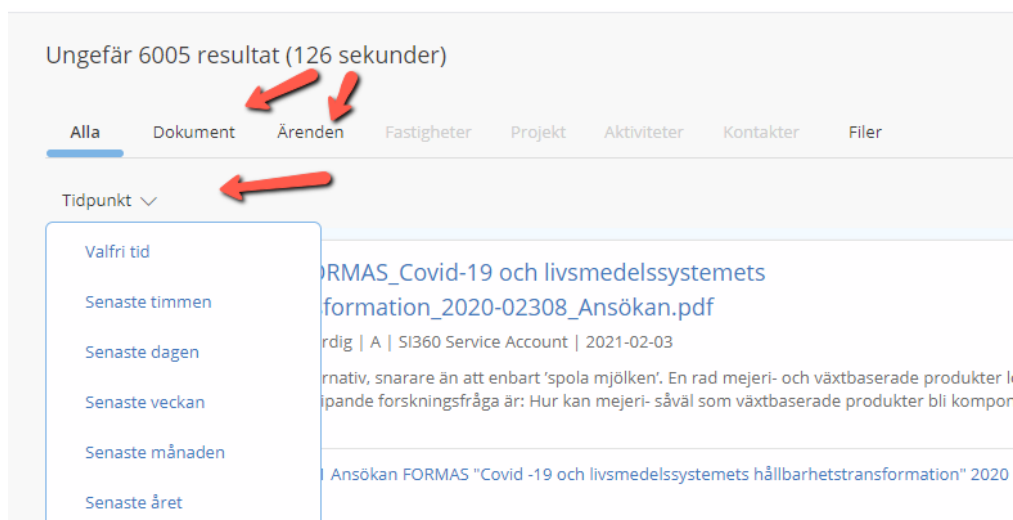 Ungefär 6005 resultat (126 sekunder)
Alla Dokument Ärenden Fastigheter Projekt Aktiviteter Kontakter Filer
Tidpunkt
Valfri tid
Senaste timmen
Senaste dagen
Senaste veckan
Senaste månaden
Senaste året
ORMAS_Covid-19 och livsmedelssystemets
formation_2020-02308_Ansökan.pdf
rdig | A | SI360 Service Account | 2021-02-03
rnativ, snarare än att enbart ’spola mjölken’. En rad mejeri- och växtbaserade produkter
ipande forskningsfråga är: Hur kan mejeri- såväl som växtbaserade produkter bli kompon
Ansökan FORMAS "Covid -19 och livsmedelssystemets hållbarhetstransformation" 2020